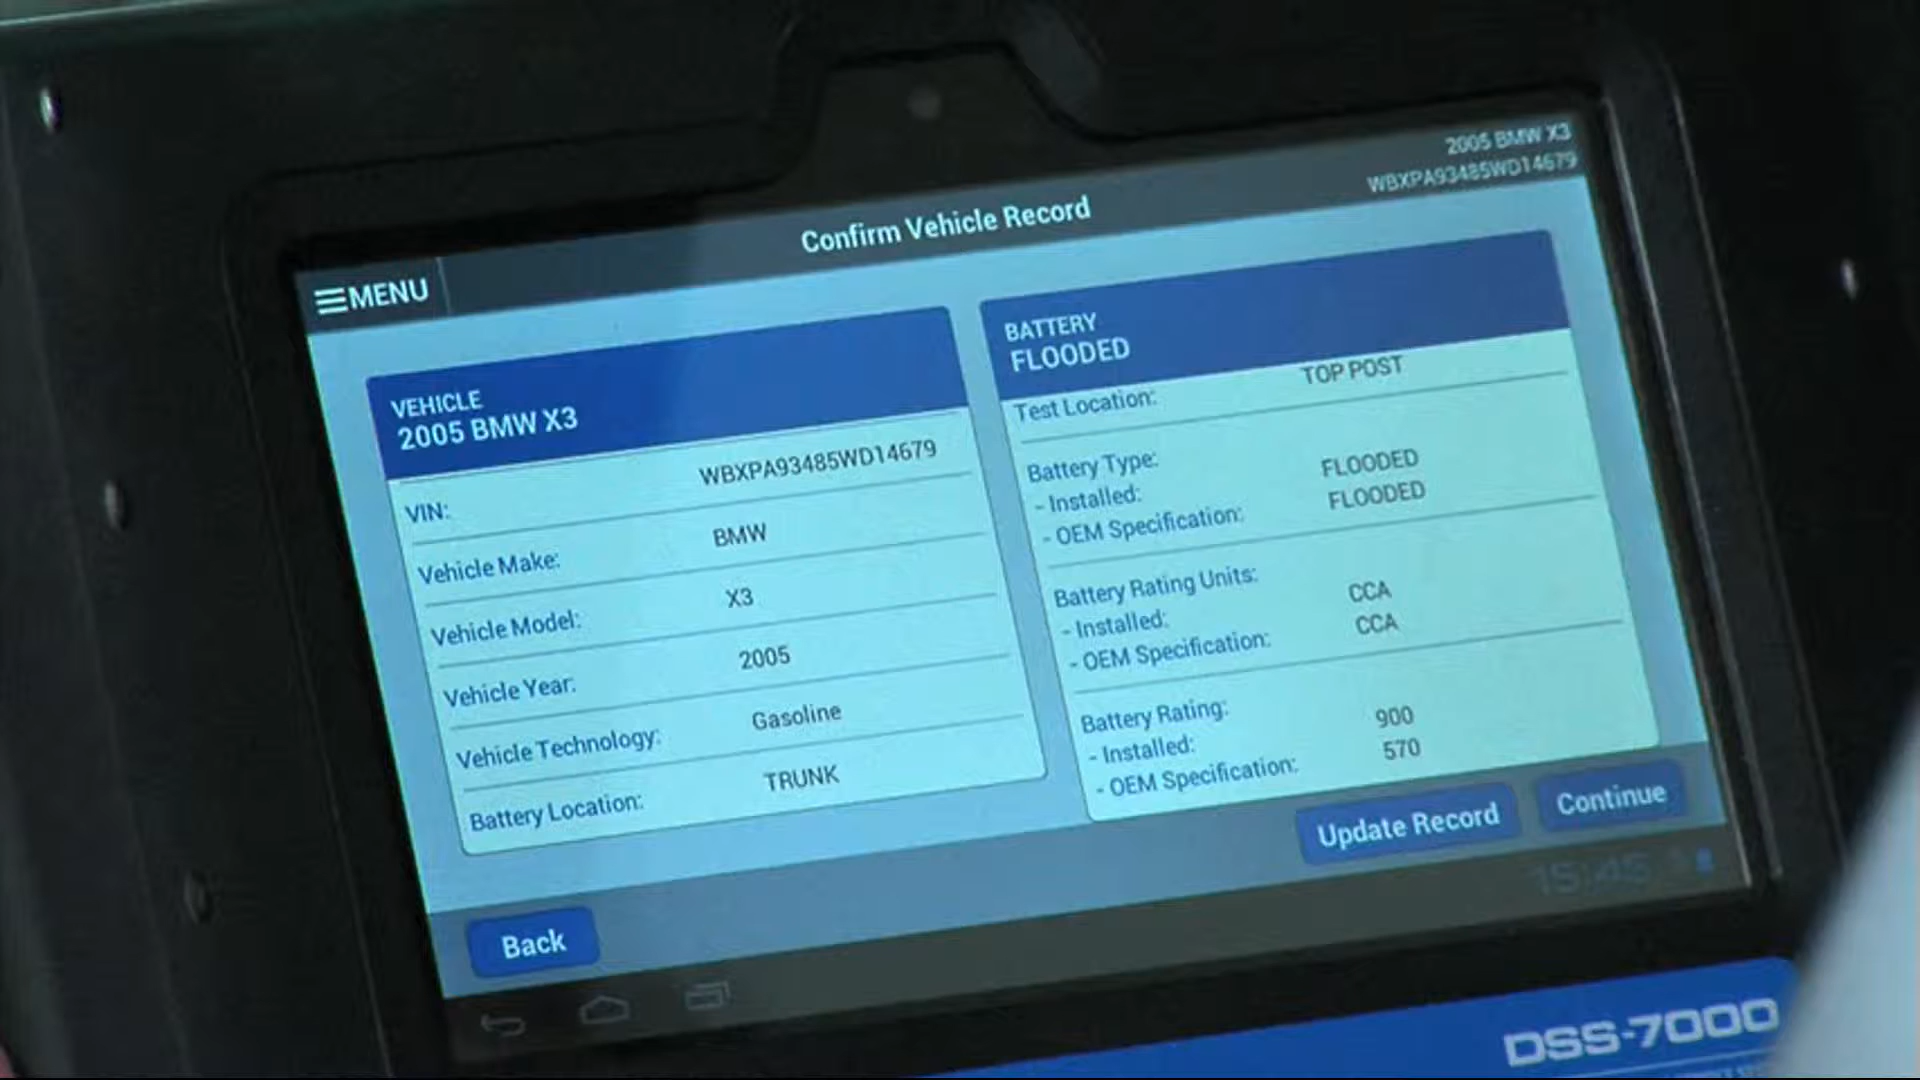 2005 BMW X3
WBXPA93485WD14679
Confirm Vehicle Record
MENU
VEHICLE
2005 BMW X3
VIN: WBXPA93485WD14679
Vehicle Make: BMW
Vehicle Model: X3
Vehicle Year: 2005
Vehicle Technology: Gasoline
Battery Location: TRUNK
BATTERY
FLOODED
Test Location: TOP POST
Battery Type:
- Installed: FLOODED
- OEM Specification: FLOODED
Battery Rating Units:
- Installed: CCA
- OEM Specification: CCA
Battery Rating:
- Installed: 900
- OEM Specification: 570
Back
Update Record
Continue
15:45
DSS-7000